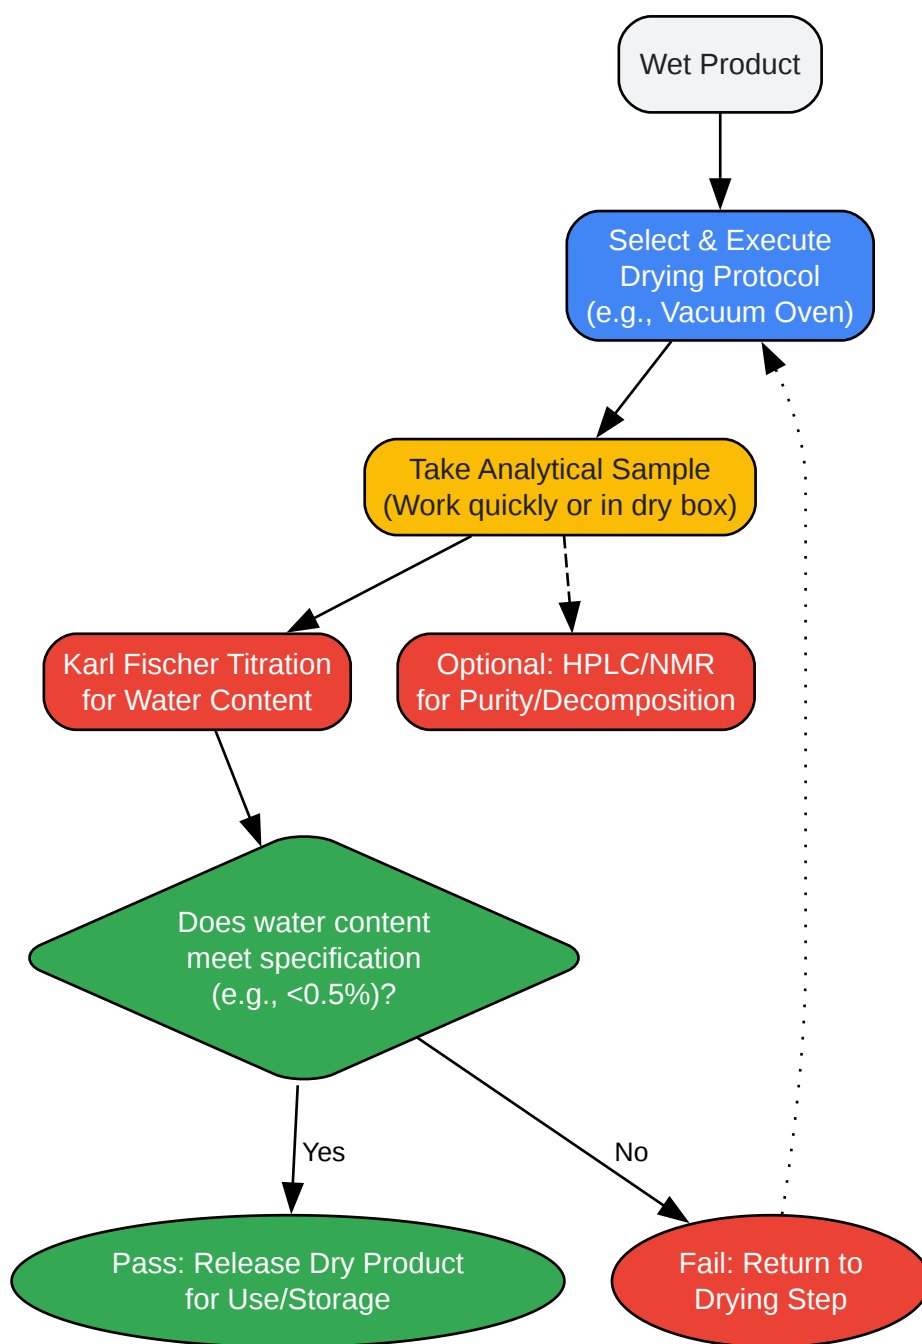 Wet Product
Select & Execute
Drying Protocol
(e.g., Vacuum Oven)
Take Analytical Sample
(Work quickly or in dry box)
Karl Fischer Titration
for Water Content
Optional: HPLC/NMR
for Purity/Decomposition
Does water content
meet specification
(e.g., <0.5%)?
Yes
No
Pass: Release Dry Product
for Use/Storage
Fail: Return to
Drying Step